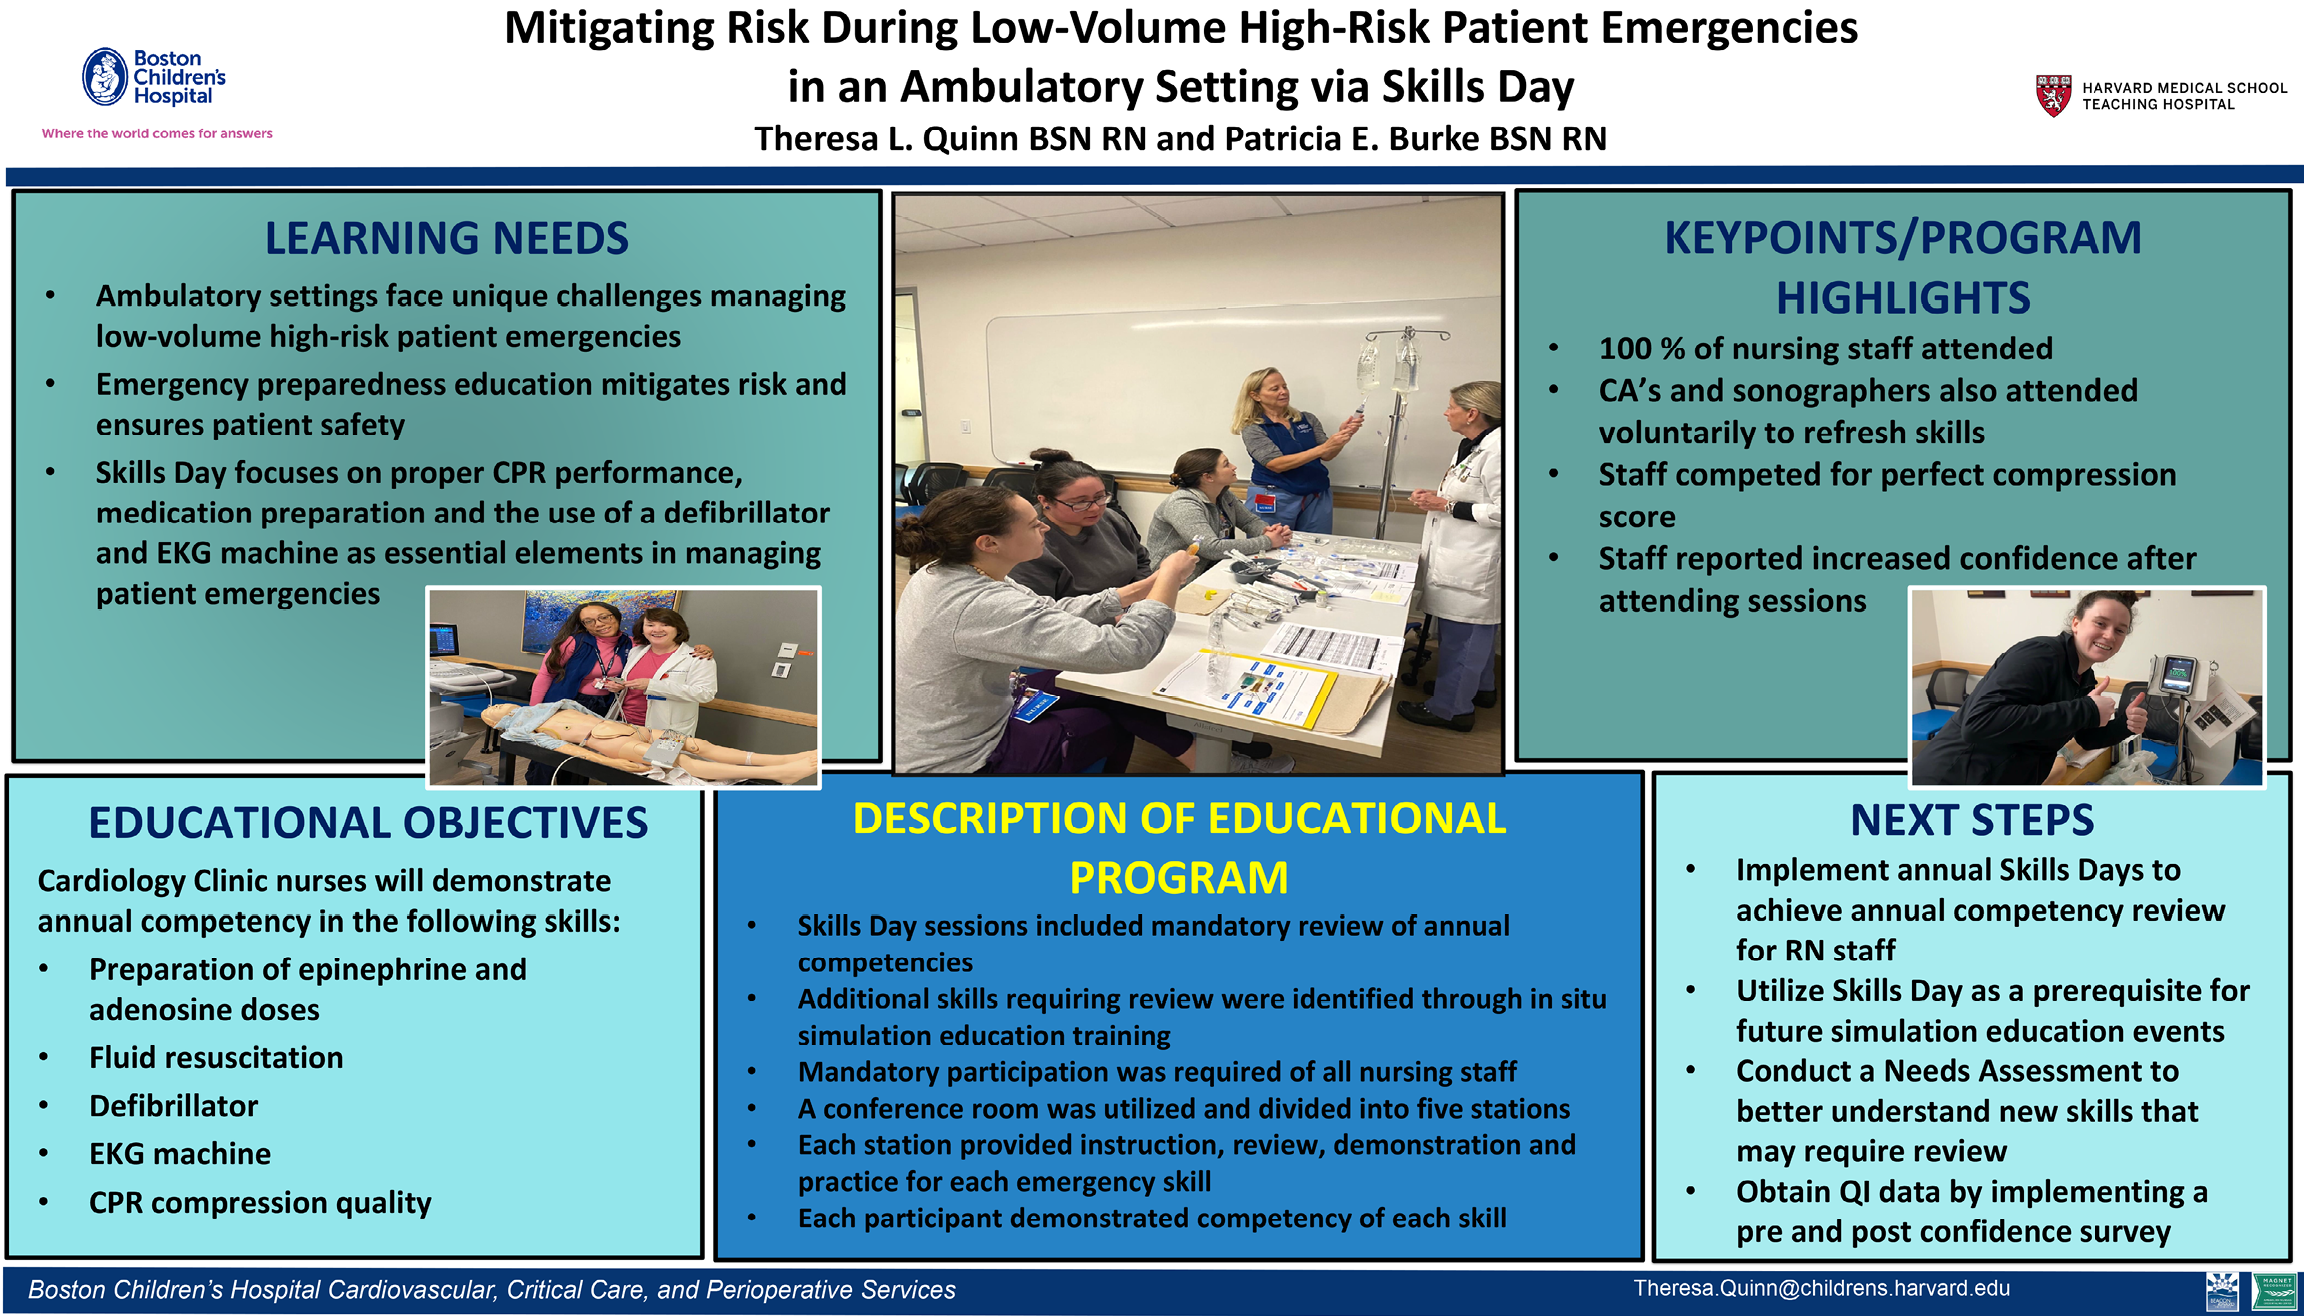 Boston
Children's
Hospital
Where the world comes for answers
Mitigating Risk During Low-Volume High-Risk Patient Emergencies
in an Ambulatory Setting via Skills Day
Theresa L. Quinn BSN RN and Patricia E. Burke BSN RN
HARVARD MEDICAL SCHOOL
TEACHING HOSPITAL
LEARNING NEEDS
• Ambulatory settings face unique challenges managing
low-volume high-risk patient emergencies
• Emergency preparedness education mitigates risk and
ensures patient safety
• Skills Day focuses on proper CPR performance,
medication preparation and the use of a defibrillator
and EKG machine as essential elements in managing
patient emergencies
KEYPOINTS/PROGRAM
HIGHLIGHTS
• 100 % of nursing staff attended
• CA’s and sonographers also attended
voluntarily to refresh skills
• Staff competed for perfect compression
score
• Staff reported increased confidence after
attending sessions
EDUCATIONAL OBJECTIVES
Cardiology Clinic nurses will demonstrate
annual competency in the following skills:
• Preparation of epinephrine and
adenosine doses
• Fluid resuscitation
• Defibrillator
• EKG machine
• CPR compression quality
DESCRIPTION OF EDUCATIONAL
PROGRAM
• Skills Day sessions included mandatory review of annual
competencies
• Additional skills requiring review were identified through in situ
simulation education training
• Mandatory participation was required of all nursing staff
• A conference room was utilized and divided into five stations
• Each station provided instruction, review, demonstration and
practice for each emergency skill
• Each participant demonstrated competency of each skill
NEXT STEPS
• Implement annual Skills Days to
achieve annual competency review
for RN staff
• Utilize Skills Day as a prerequisite for
future simulation education events
• Conduct a Needs Assessment to
better understand new skills that
may require review
• Obtain QI data by implementing a
pre and post confidence survey
Boston Children’s Hospital Cardiovascular, Critical Care, and Perioperative Services
Theresa.Quinn@childrens.harvard.edu
MAGNET